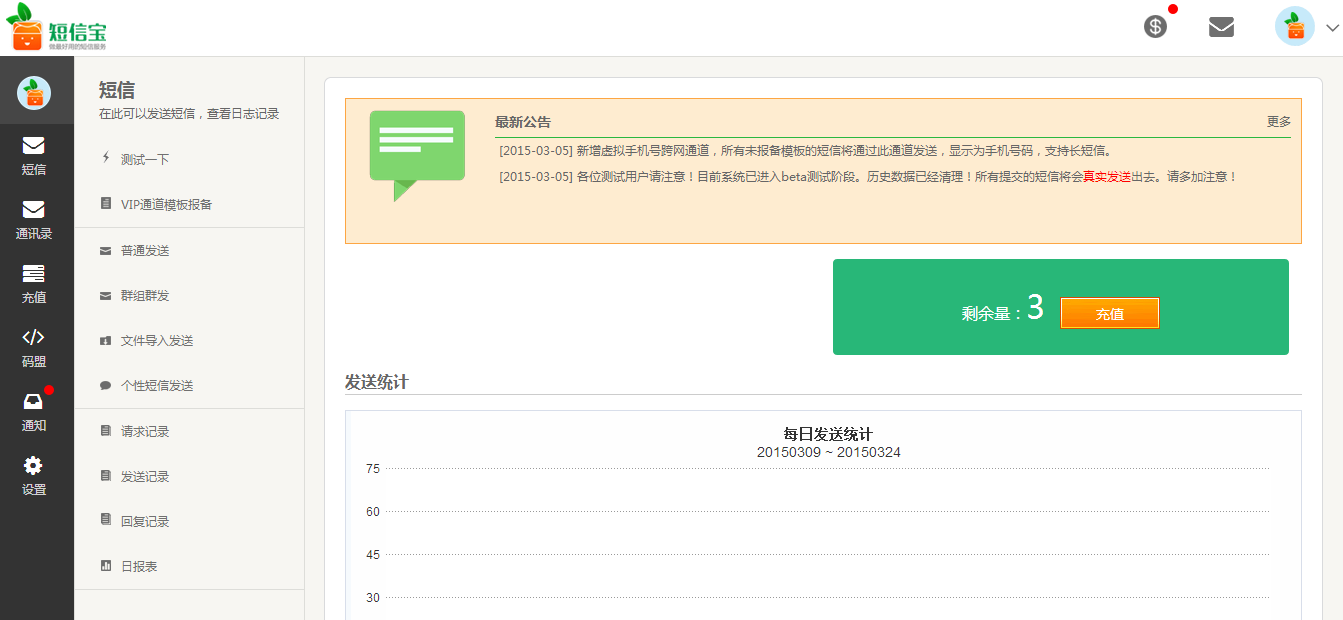 短信宝
做最好用的短信服务
短信
通讯录
充值
码盟
通知
设置
短信
在此可以发送短信，查看日志记录
测试一下
VIP通道模板报备
普通发送
群组群发
文件导入发送
个性短信发送
请求记录
发送记录
回复记录
日报表
最新公告
更多
[2015-03-05] 新增虚拟手机号跨网通道，所有未报备模板的短信将通过此通道发送，显示为手机号码，支持长短信。
[2015-03-05] 各位测试用户请注意！目前系统已进入beta测试阶段。历史数据已经清理！所有提交的短信将会真实发送出去。请多加注意！
剩余量：3
充值
发送统计
每日发送统计
20150309 ~ 20150324
75
60
45
30